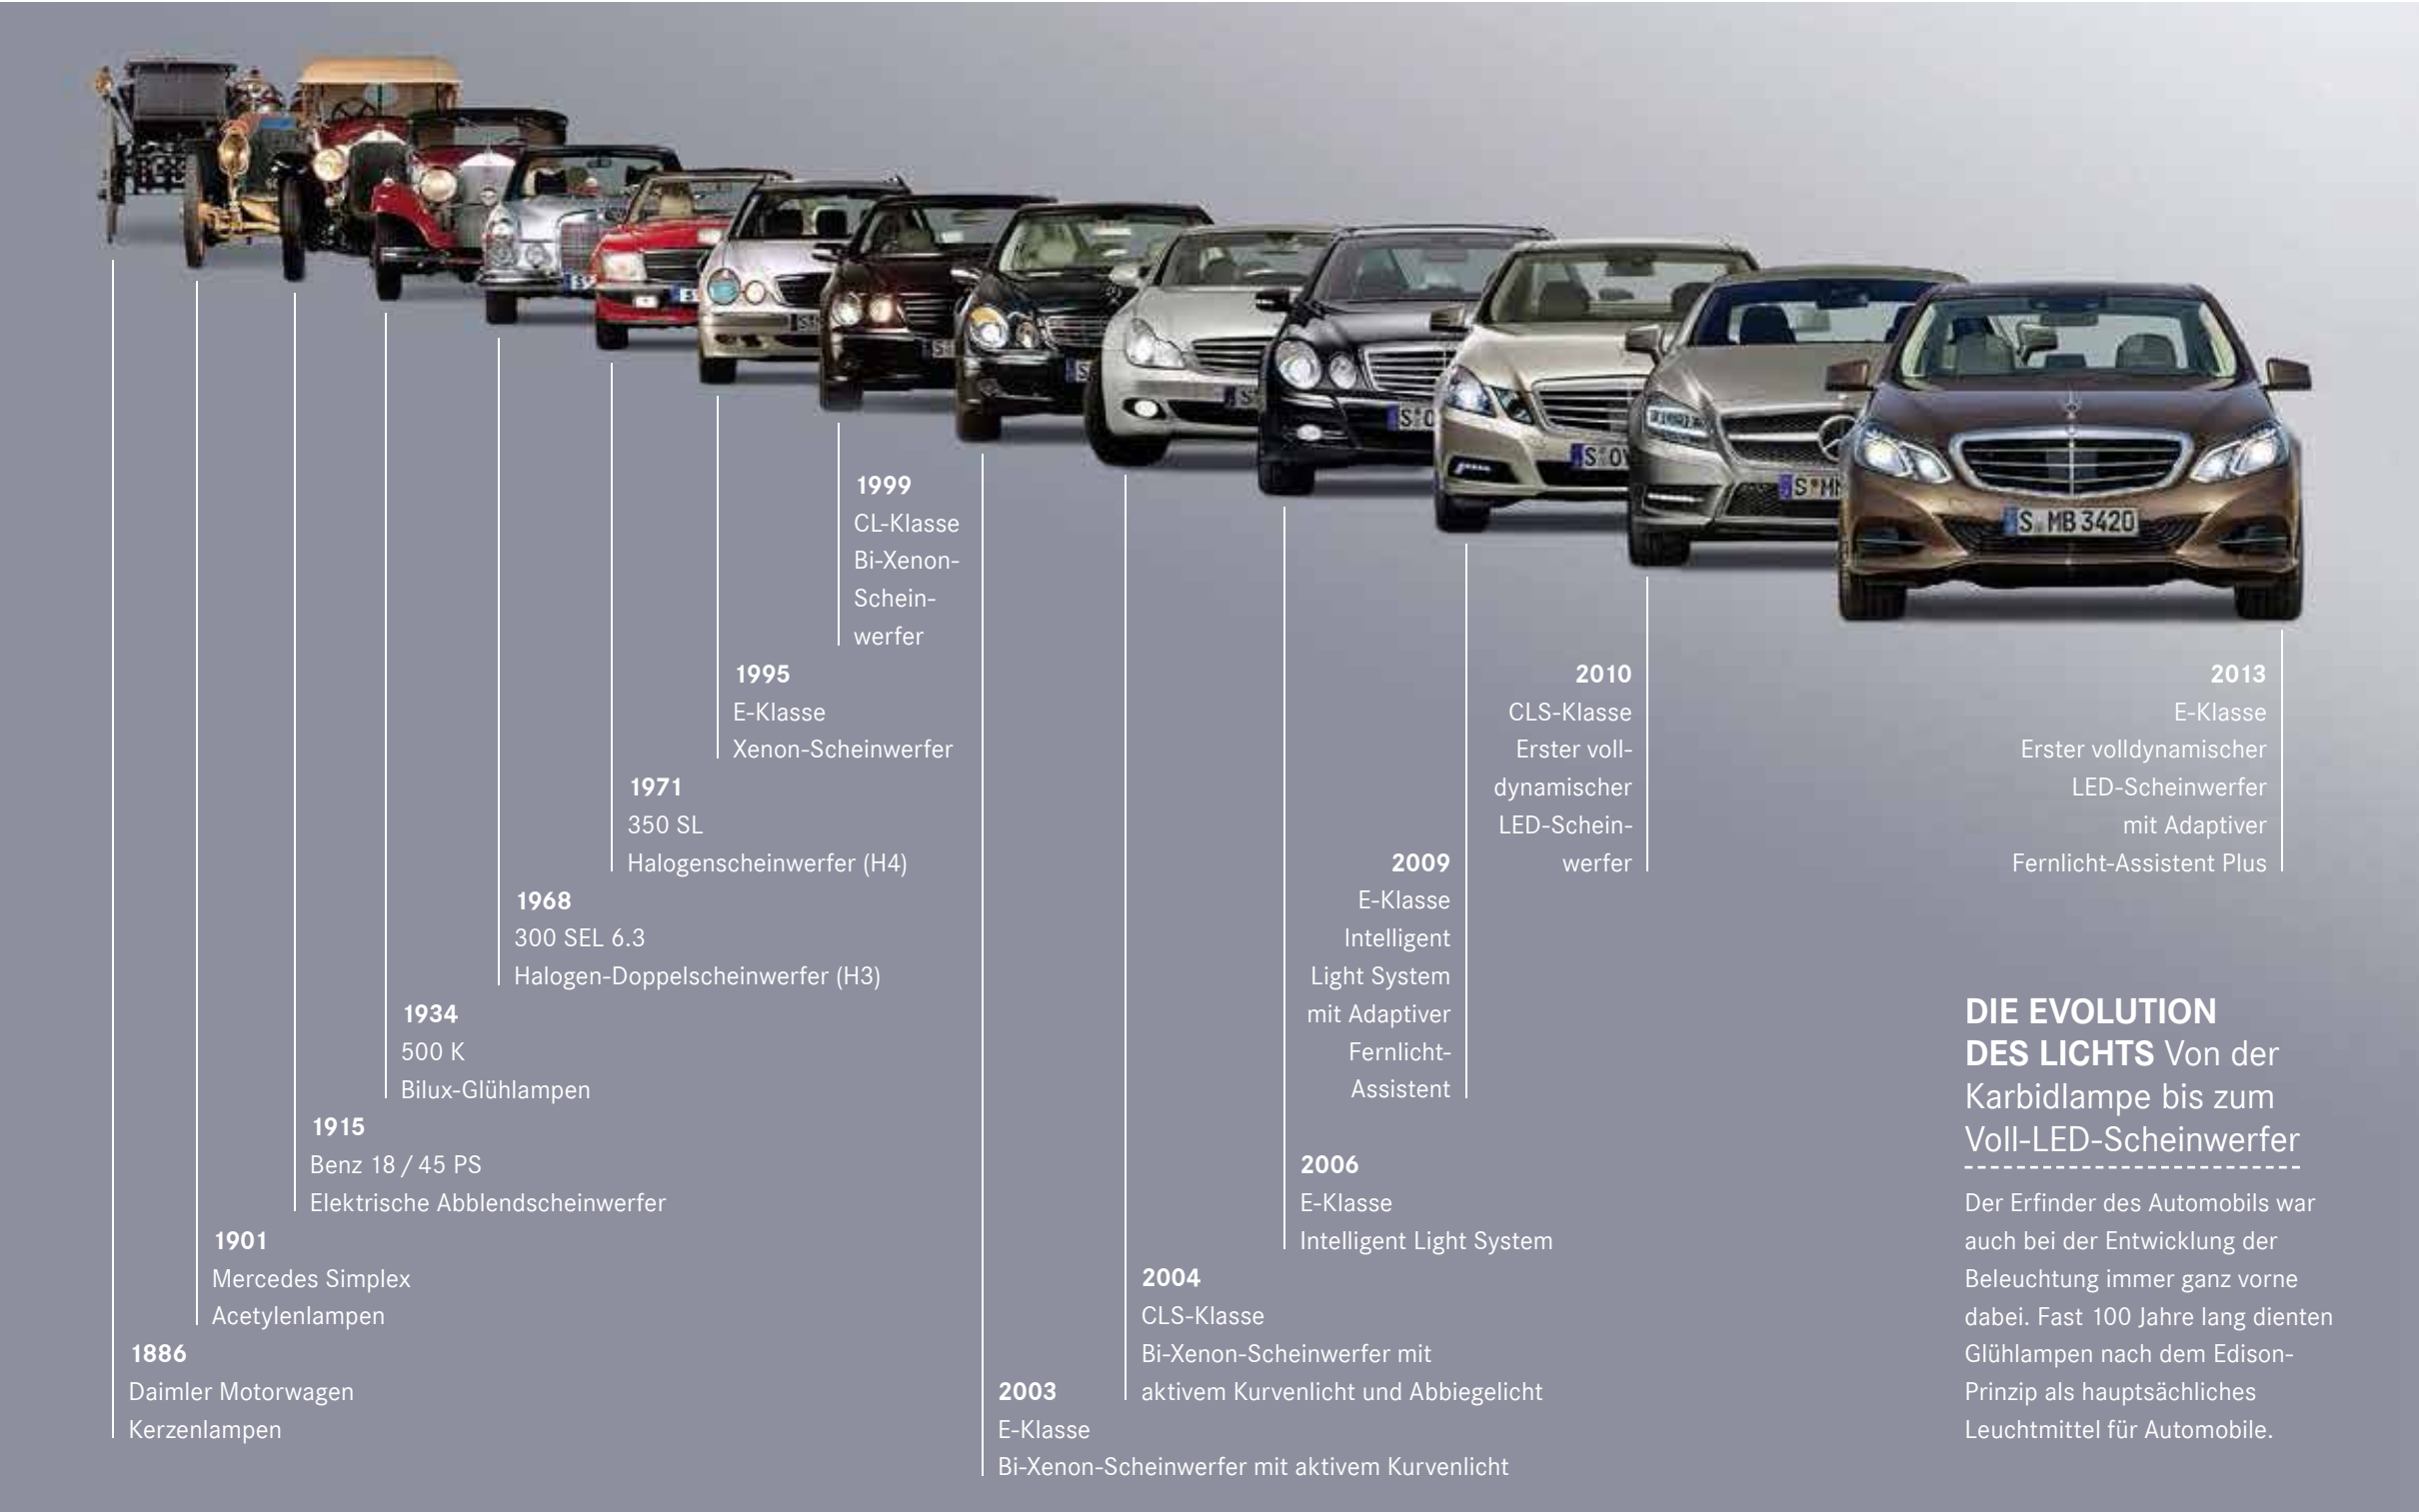 S MB 3420
1886
Daimler Motorwagen
Kerzenlampen
1901
Mercedes Simplex
Acetylenlampen
1915
Benz 18 / 45 PS
Elektrische Abblendscheinwerfer
1934
500 K
Bilux-Glühlampen
1968
300 SEL 6.3
Halogen-Doppelscheinwerfer (H3)
1971
350 SL
Halogenscheinwerfer (H4)
1995
E-Klasse
Xenon-Scheinwerfer
1999
CL-Klasse
Bi-Xenon-
Schein-
werfer
2003
E-Klasse
Bi-Xenon-Scheinwerfer mit aktivem Kurvenlicht
2004
CLS-Klasse
Bi-Xenon-Scheinwerfer mit
aktivem Kurvenlicht und Abbiegelicht
2006
E-Klasse
Intelligent Light System
2009
E-Klasse
Intelligent
Light System
mit Adaptiver
Fernlicht-
Assistent
2010
CLS-Klasse
Erster voll-
dynamischer
LED-Schein-
werfer
2013
E-Klasse
Erster volldynamischer
LED-Scheinwerfer
mit Adaptiver
Fernlicht-Assistent Plus
DIE EVOLUTION
DES LICHTS Von der
Karbidlampe bis zum
Voll-LED-Scheinwerfer
Der Erfinder des Automobils war
auch bei der Entwicklung der
Beleuchtung immer ganz vorne
dabei. Fast 100 Jahre lang dienten
Glühlampen nach dem Edison-
Prinzip als hauptsächliches
Leuchtmittel für Automobile.